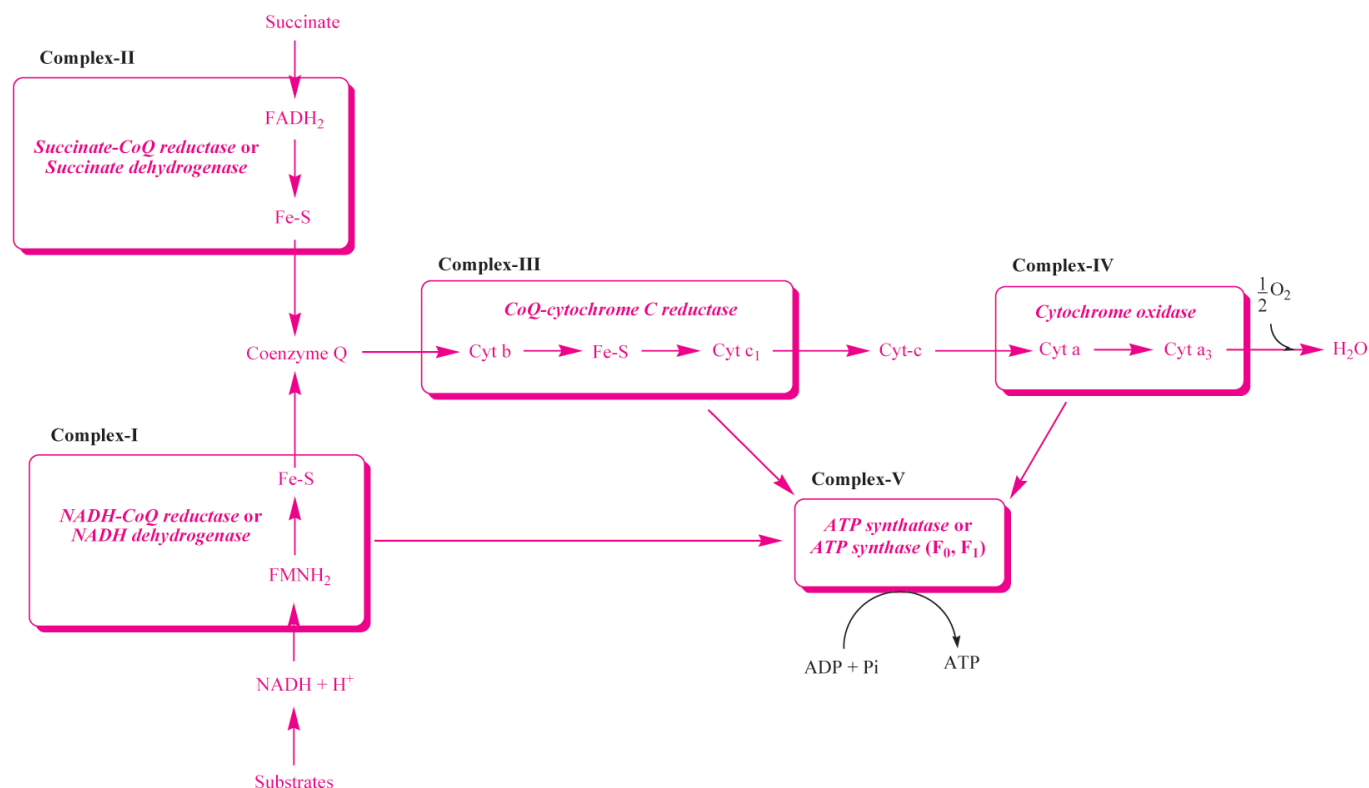 Succinate
Complex-II
FADH₂
Succinate-CoQ reductase or
Succinate dehydrogenase
Fe-S
Complex-III
CoQ-cytochrome C reductase
Complex-IV
Cytochrome oxidase
1/2 O₂
Coenzyme Q
Cyt b
Fe-S
Cyt c₁
Cyt-c
Cyt a
Cyt a₃
H₂O
Complex-I
Fe-S
NADH-CoQ reductase or
NADH dehydrogenase
FMNH₂
Complex-V
ATP synthatase or
ATP synthase (F₀, F₁)
ADP + Pi
ATP
NADH + H⁺
Substrates